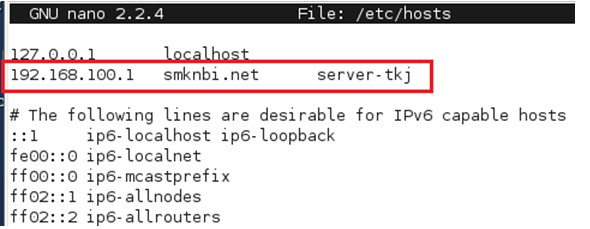 GNU nano 2.2.4 File: /etc/hosts
127.0.0.1 localhost
192.168.100.1 smknbi.net server-tkj
# The following lines are desirable for IPv6 capable hosts
::1 ip6-localhost ip6-loopback
fe00::0 ip6-localnet
ff00::0 ip6-mcastprefix
ff02::1 ip6-allnodes
ff02::2 ip6-allrouters